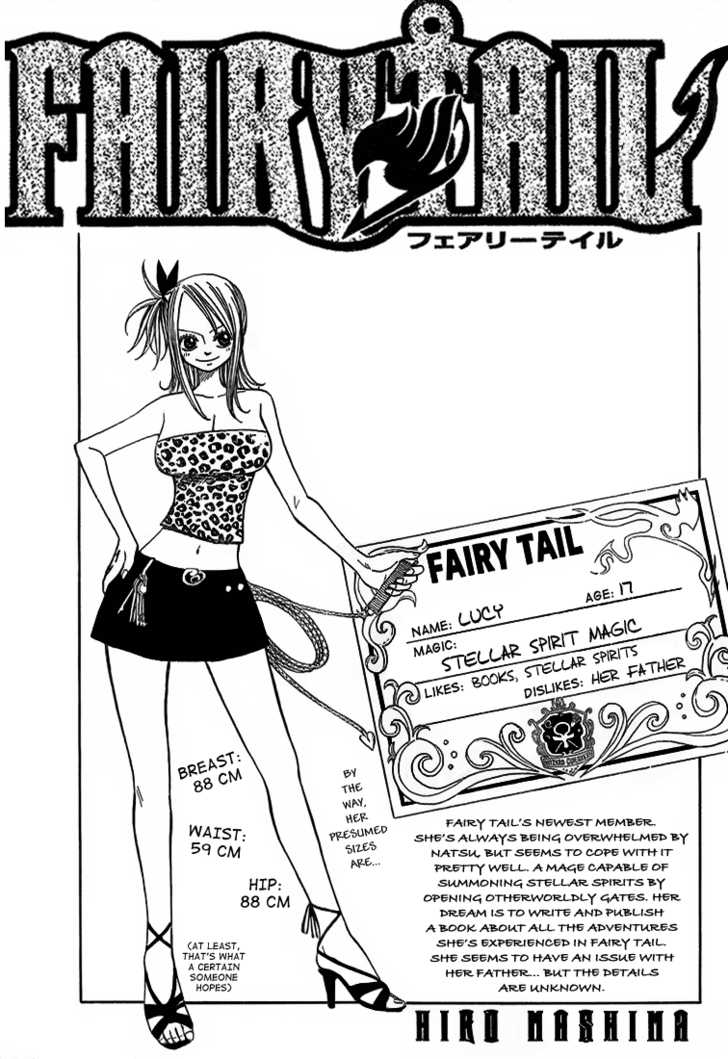 FAIRY TAIL
フェアリーテイル
FAIRY TAIL
NAME: LUCY
AGE: 17
MAGIC:
STELLAR SPIRIT MAGIC
LIKES: BOOKS, STELLAR SPIRITS
DISLIKES: HER FATHER
BREAST:
88 CM
WAIST:
59 CM
HIP:
88 CM
(AT LEAST,
THAT'S WHAT
A CERTAIN
SOMEONE
HOPES)
BY
THE
WAY,
HER
PRESUMED
SIZES
ARE...
FAIRY TAIL'S NEWEST MEMBER.
SHE'S ALWAYS BEING OVERWHELMED BY
NATSU, BUT SEEMS TO COPE WITH IT
PRETTY WELL. A MAGE CAPABLE OF
SUMMONING STELLAR SPIRITS BY
OPENING OTHERWORLDLY GATES. HER
DREAM IS TO WRITE AND PUBLISH
A BOOK ABOUT ALL THE ADVENTURES
SHE'S EXPERIENCED IN FAIRY TAIL.
SHE SEEMS TO HAVE AN ISSUE WITH
HER FATHER... BUT THE DETAILS
ARE UNKNOWN.
HIRO MASHIMA